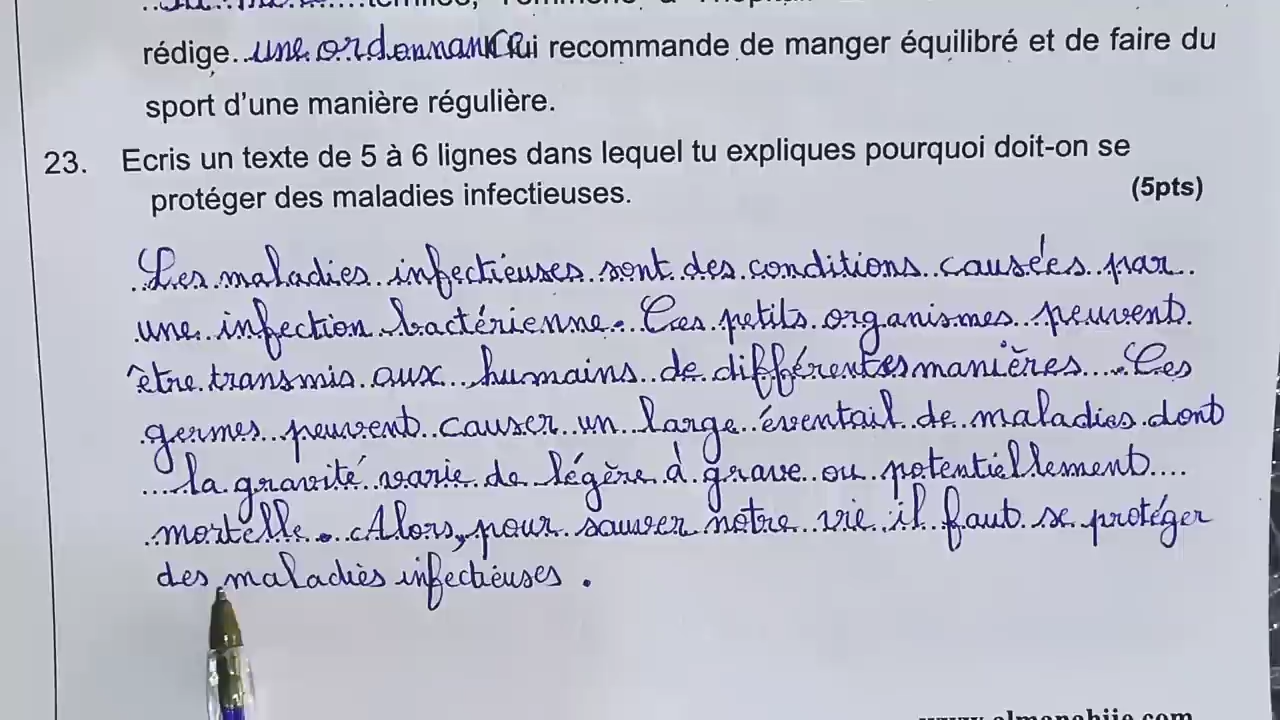 rédige..une ordonnance lui recommande de manger équilibré et de faire du
sport d'une manière régulière.
23. Ecris un texte de 5 à 6 lignes dans lequel tu expliques pourquoi doit-on se
protéger des maladies infectieuses. (5pts)
Les maladies infectieuses sont des conditions causées par
une infection bactérienne. Ces petits organismes peuvent
être transmis aux humains de différentes manières. Ces
germes peuvent causer un large éventail de maladies dont
la gravité varie de légère à grave ou potentiellement
mortelle. Alors, pour sauver notre vie il faut se protéger
des maladies infectieuses.